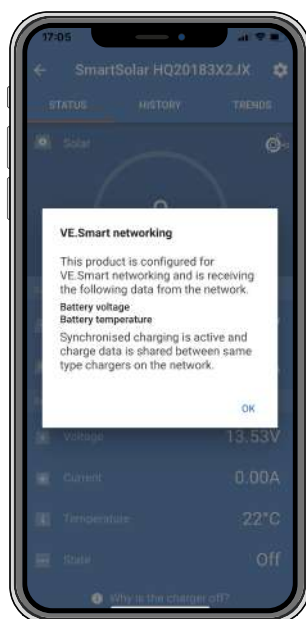 17:05
SmartSolar HQ20183X2JX
STATUS HISTORY TRENDS
Solar
VE.Smart networking
This product is configured for
VE.Smart networking and is receiving
the following data from the network.
Battery voltage
Battery temperature
Synchronised charging is active and
charge data is shared between same
type chargers on the network.
OK
Voltage 13.53V
Current 0.00A
Temperature 22°C
State Off
Why is the charger off?